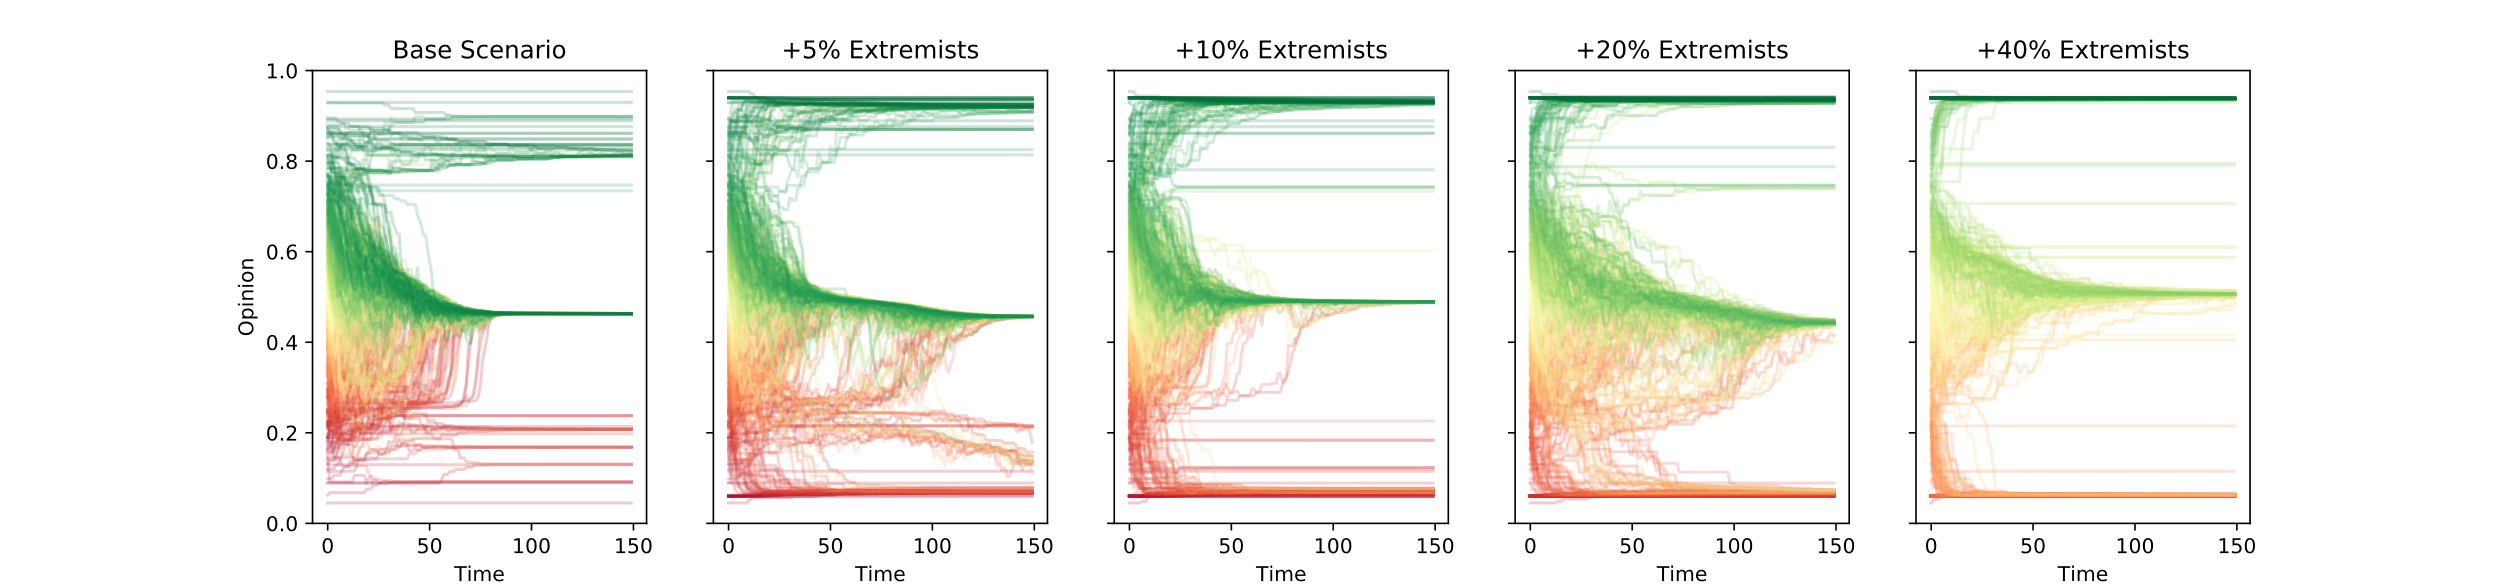 Base Scenario
+5% Extremists
+10% Extremists
+20% Extremists
+40% Extremists
1.0
0.8
0.6
0.4
0.2
0.0
Opinion
0 50 100 150
0 50 100 150
0 50 100 150
0 50 100 150
0 50 100 150
Time
Time
Time
Time
Time